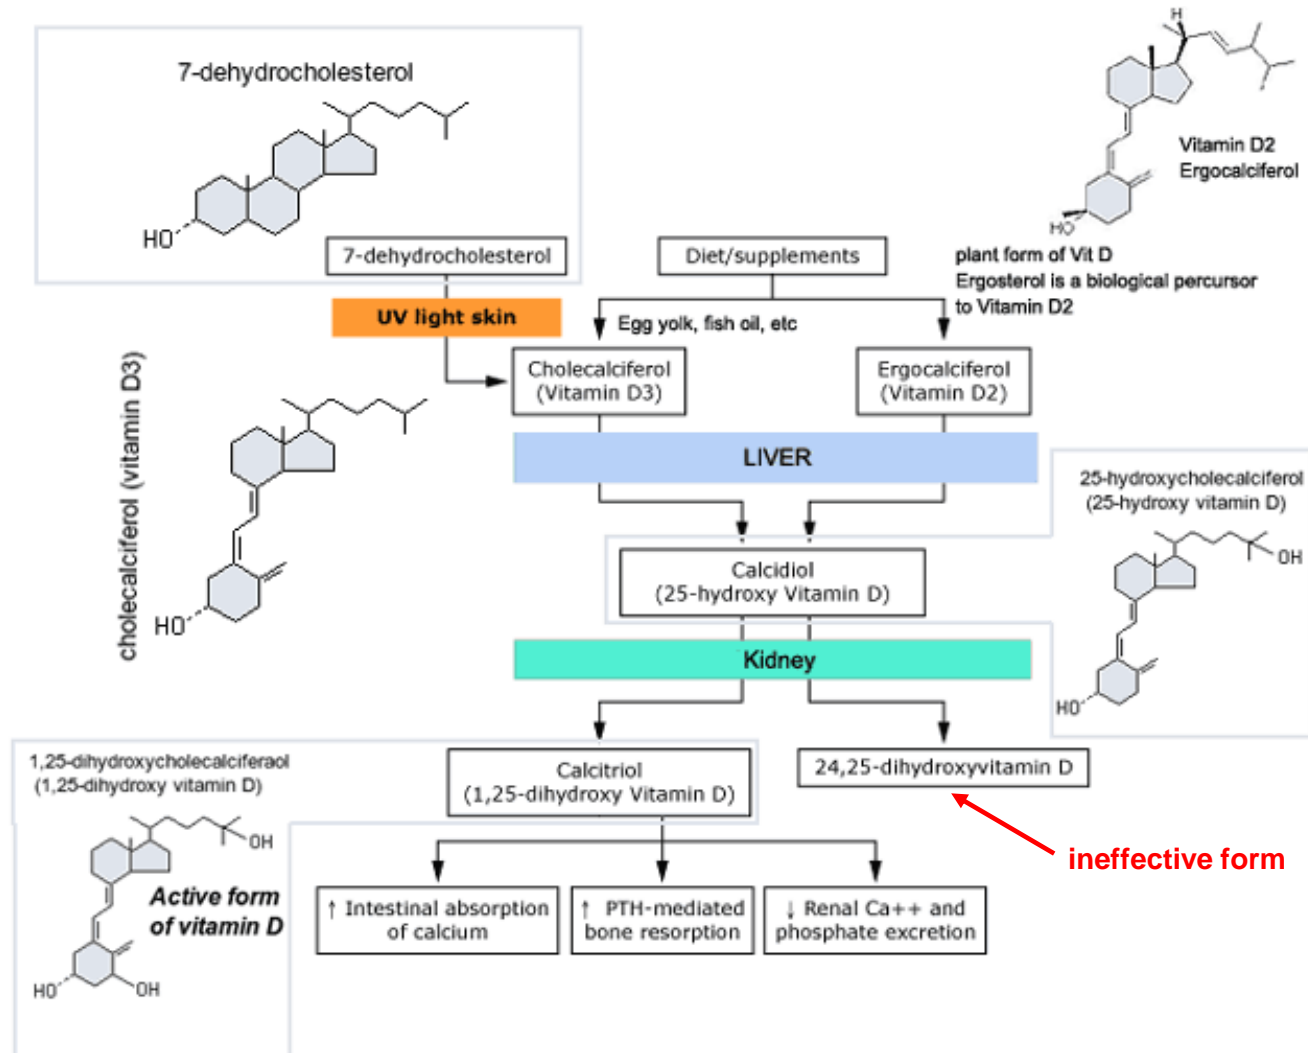 7-dehydrocholesterol
HO
H
Vitamin D2
Ergocalciferol
HO
plant form of Vit D
Ergosterol is a biological percursor
to Vitamin D2
7-dehydrocholesterol
Diet/supplements
UV light skin
Egg yolk, fish oil, etc
Cholecalciferol
(Vitamin D3)
Ergocalciferol
(Vitamin D2)
cholecalciferol (vitamin D3)
HO
LIVER
25-hydroxycholecalciferol
(25-hydroxy vitamin D)
OH
HO
Calcidiol
(25-hydroxy Vitamin D)
Kidney
1,25-dihydroxycholecalciferaol
(1,25-dihydroxy vitamin D)
OH
Active form
of vitamin D
HO
OH
Calcitriol
(1,25-dihydroxy Vitamin D)
24,25-dihydroxyvitamin D
ineffective form
↑ Intestinal absorption
of calcium
↑ PTH-mediated
bone resorption
↓ Renal Ca++ and
phosphate excretion